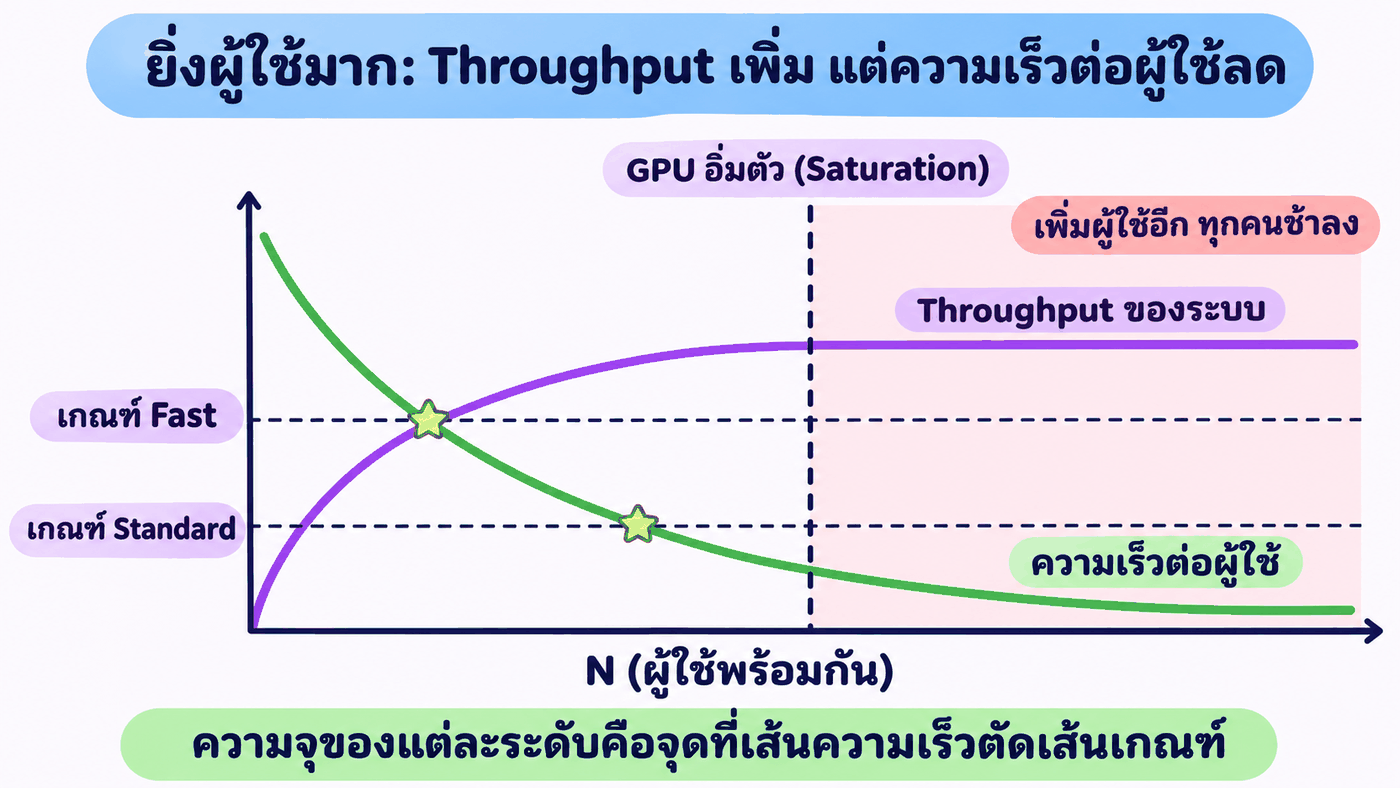 ยิ่งผู้ใช้มาก: Throughput เพิ่ม แต่ความเร็วต่อผู้ใช้ลด
GPU อิ่มตัว (Saturation)
เพิ่มผู้ใช้อีก ทุกคนช้าลง
Throughput ของระบบ
เกณฑ์ Fast
เกณฑ์ Standard
ความเร็วต่อผู้ใช้
N (ผู้ใช้พร้อมกัน)
ความจุของแต่ละระดับคือจุดที่เส้นความเร็วตัดเส้นเกณฑ์